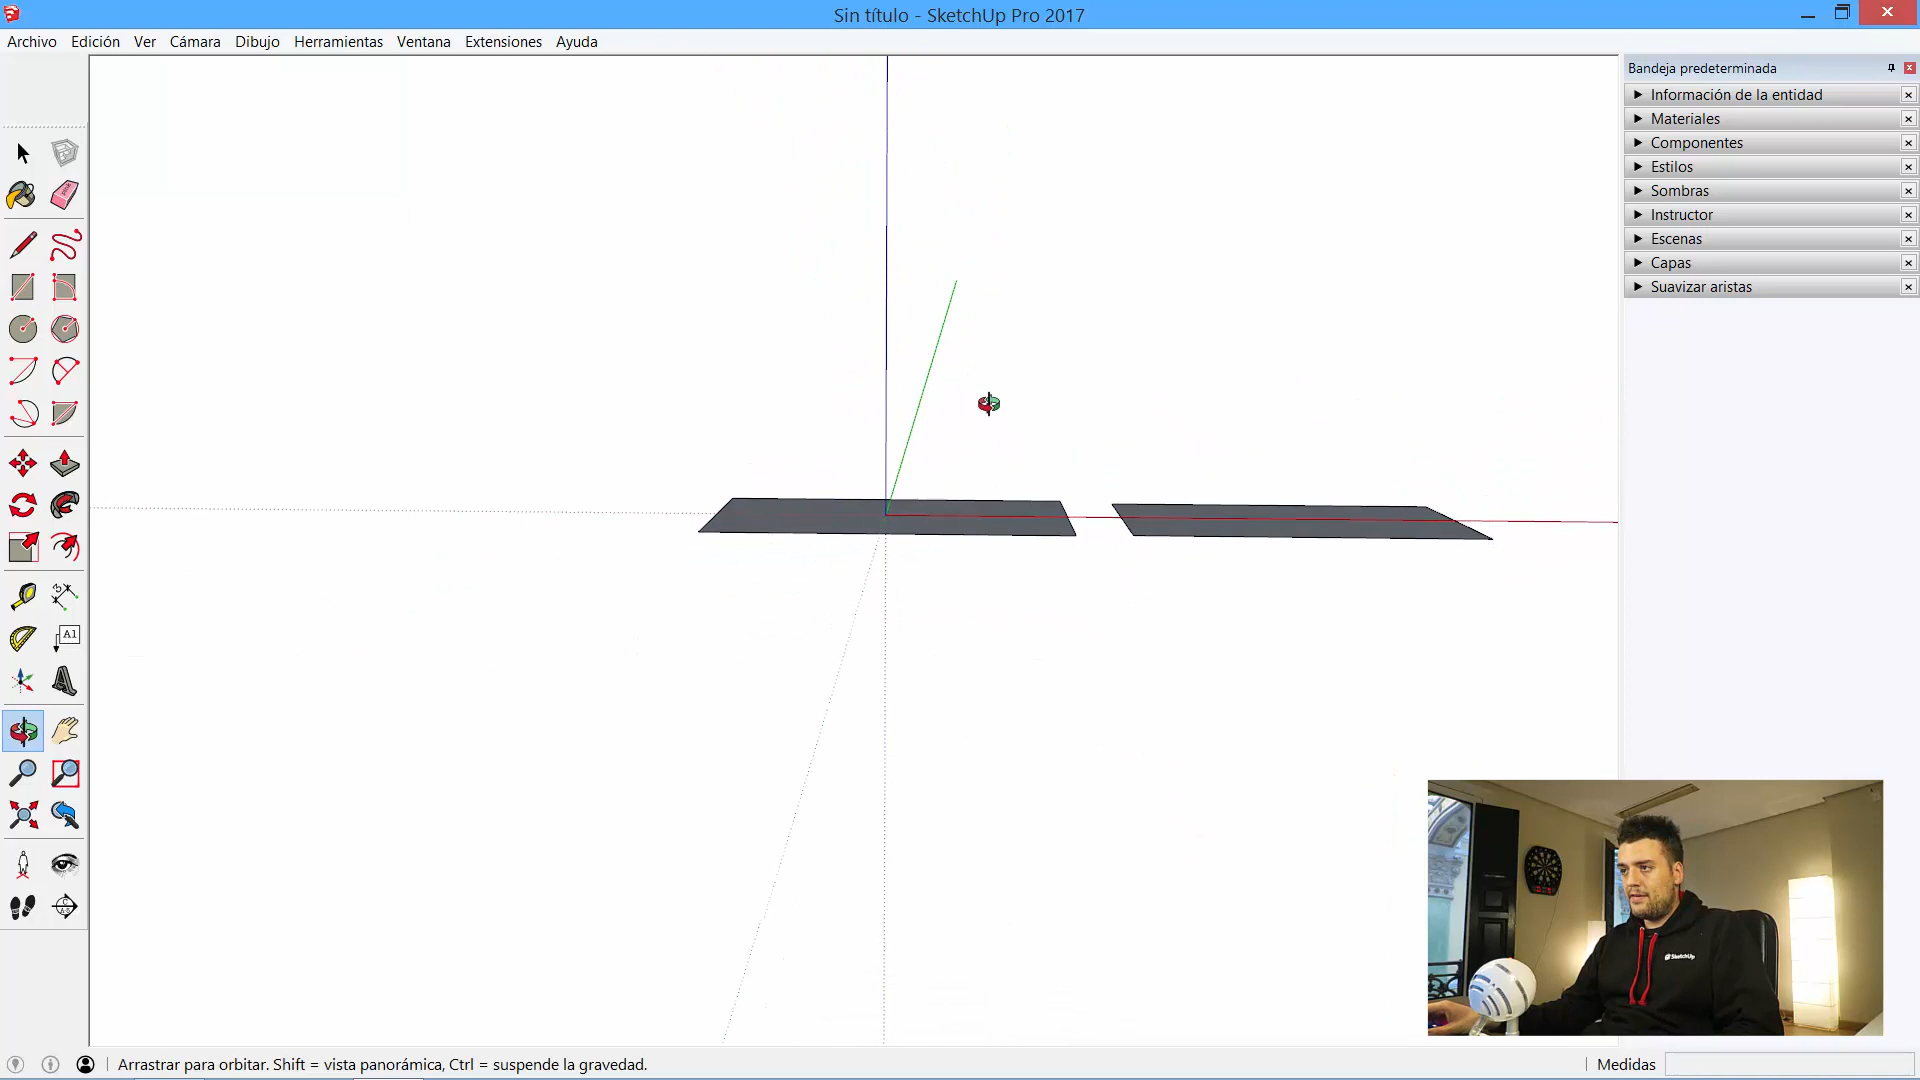 Sin título - SketchUp Pro 2017
Archivo Edición Ver Cámara Dibujo Herramientas Ventana Extensiones Ayuda
Bandeja predeterminada
Información de la entidad
Materiales
Componentes
Estilos
Sombras
Instructor
Escenas
Capas
Suavizar aristas
A1
SketchUp
Arrastrar para orbitar. Shift = vista panorámica, Ctrl = suspende la gravedad.
Medidas